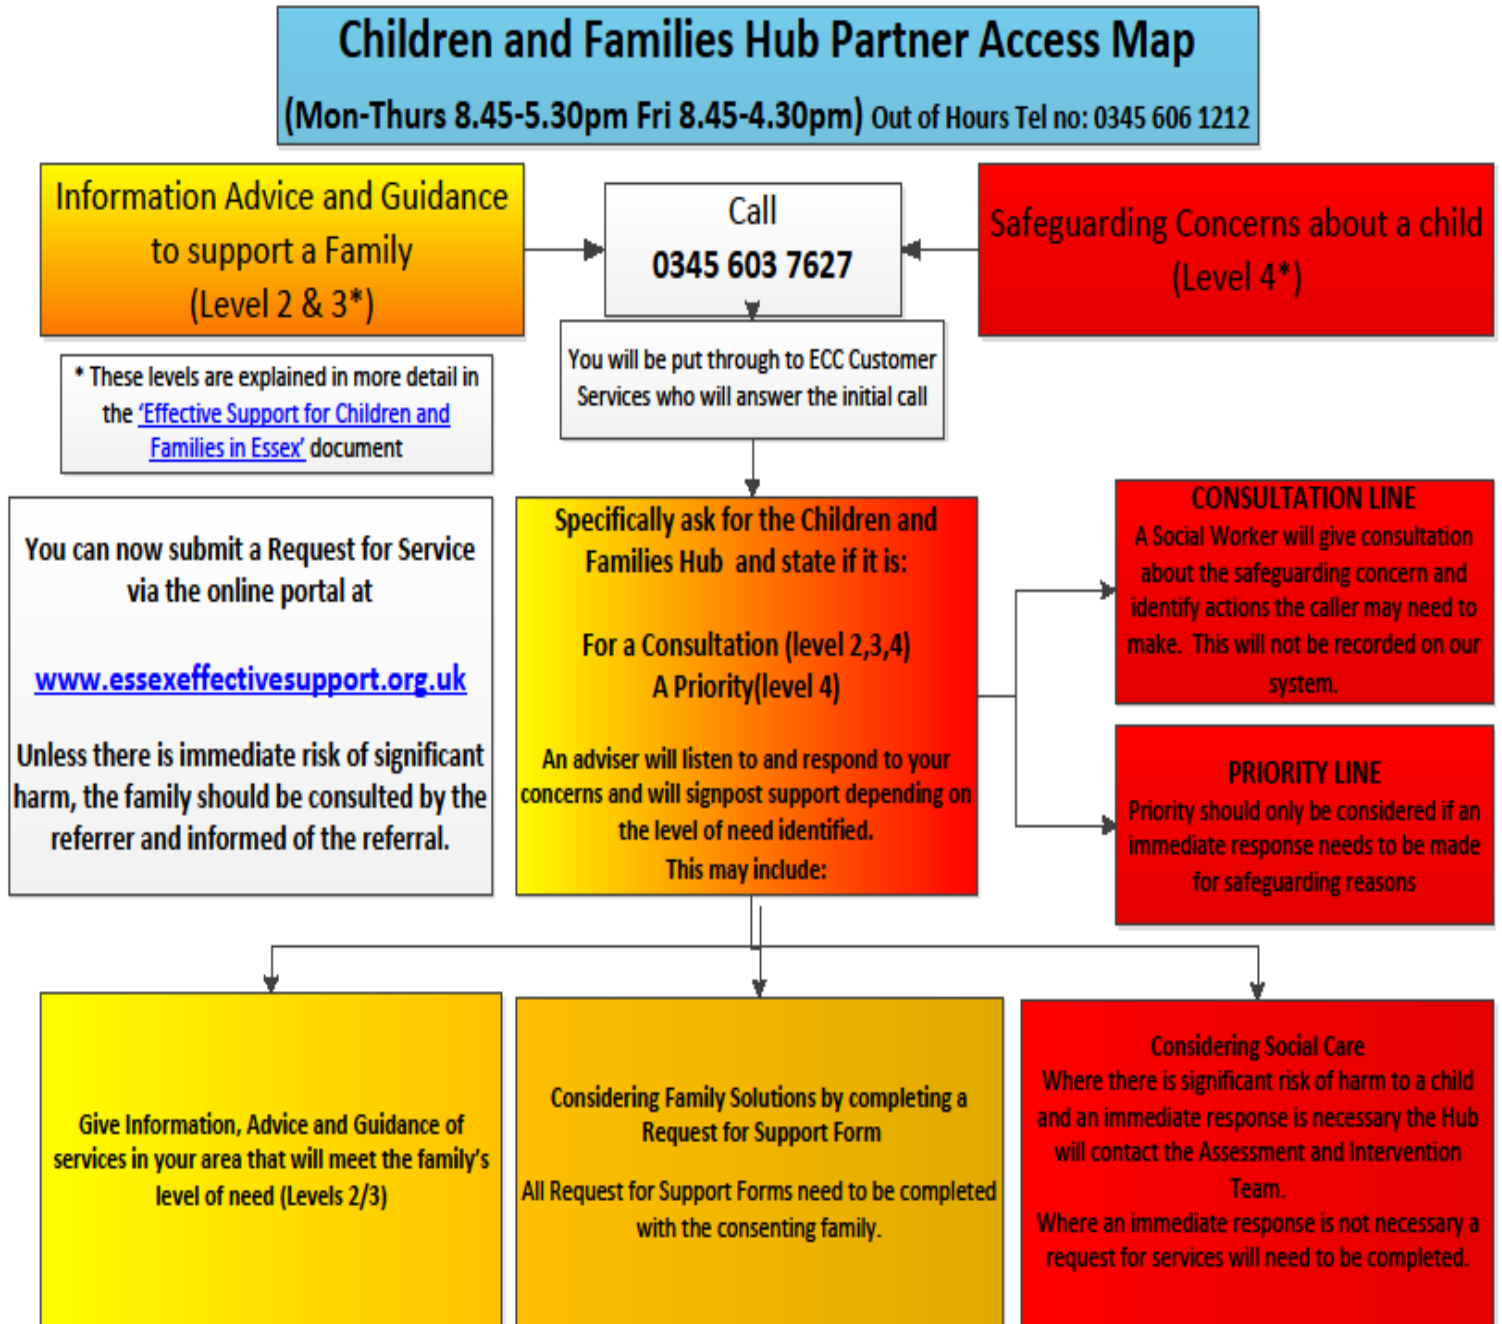 Children and Families Hub Partner Access Map
(Mon-Thurs 8.45-5.30pm Fri 8.45-4.30pm) Out of Hours Tel no: 0345 606 1212
Information Advice and Guidance
to support a Family
(Level 2 & 3*)
Call
0345 603 7627
Safeguarding Concerns about a child
(Level 4*)
You will be put through to ECC Customer
Services who will answer the initial call
* These levels are explained in more detail in
the ‘Effective Support for Children and
Families in Essex’ document
You can now submit a Request for Service
via the online portal at
www.essexeffectivesupport.org.uk
Unless there is immediate risk of significant
harm, the family should be consulted by the
referrer and informed of the referral.
Specifically ask for the Children and
Families Hub and state if it is:
For a Consultation (level 2,3,4)
A Priority(level 4)
An adviser will listen to and respond to your
concerns and will signpost support depending on
the level of need identified.
This may include:
CONSULTATION LINE
A Social Worker will give consultation
about the safeguarding concern and
identify actions the caller may need to
make. This will not be recorded on our
system.
PRIORITY LINE
Priority should only be considered if an
immediate response needs to be made
for safeguarding reasons
Give Information, Advice and Guidance of
services in your area that will meet the family’s
level of need (Levels 2/3)
Considering Family Solutions by completing a
Request for Support Form
All Request for Support Forms need to be completed
with the consenting family.
Considering Social Care
Where there is significant risk of harm to a child
and an immediate response is necessary the Hub
will contact the Assessment and Intervention
Team.
Where an immediate response is not necessary a
request for services will need to be completed.